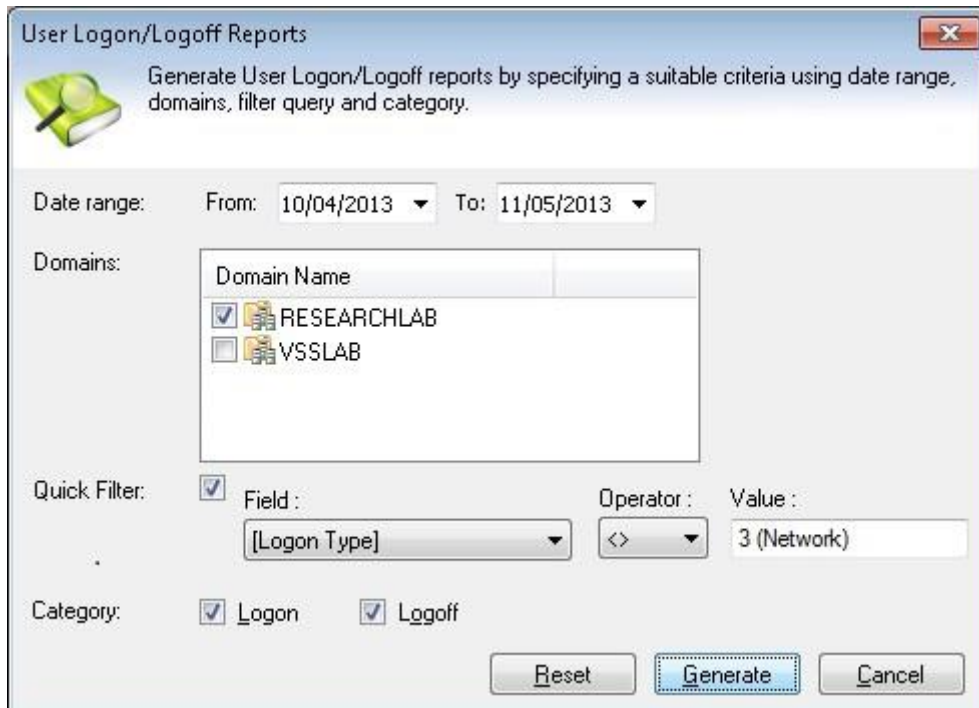 User Logon/Logoff Reports
Generate User Logon/Logoff reports by specifying a suitable criteria using date range,
domains, filter query and category.
Date range: From: 10/04/2013 To: 11/05/2013
Domains:
Domain Name
RESEARCHLAB
VSSLAB
Quick Filter: Field : Operator : Value :
[Logon Type] <> 3 (Network)
Category: Logon Logoff
Reset Generate Cancel